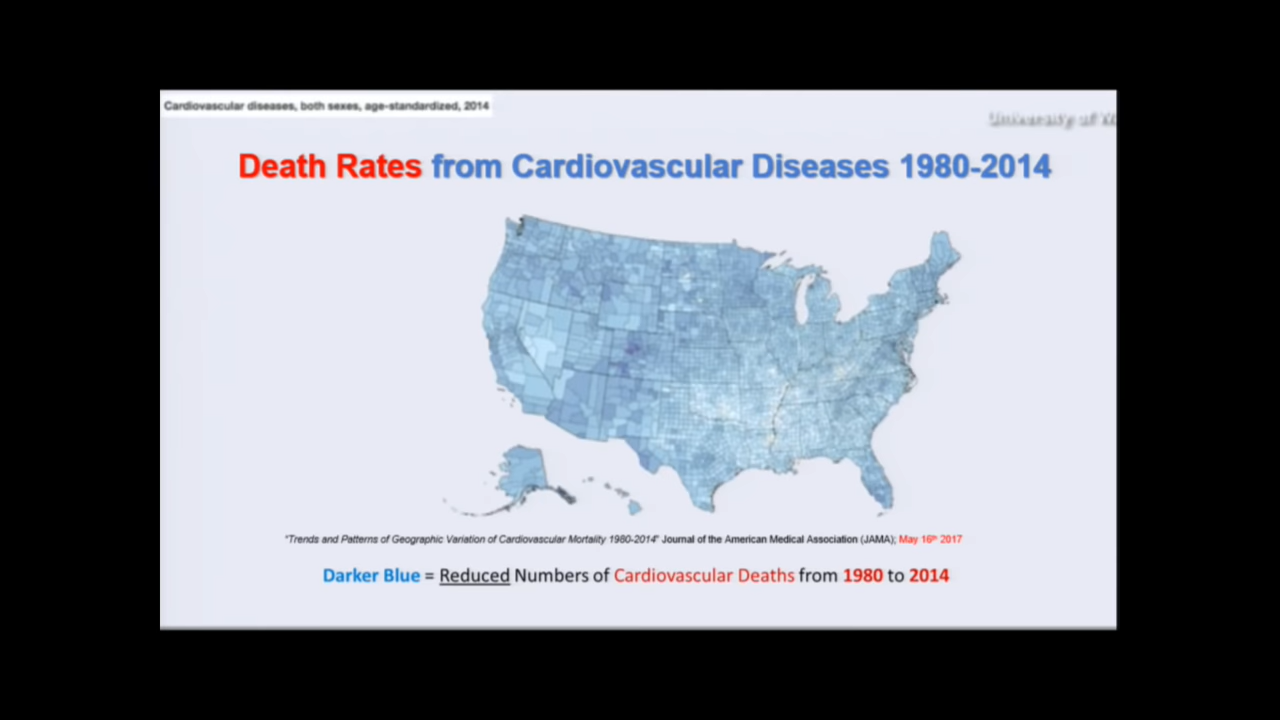 Cardiovascular diseases, both sexes, age-standardized, 2014
University of
Death Rates from Cardiovascular Diseases 1980-2014
"Trends and Patterns of Geographic Variation of Cardiovascular Mortality 1980-2014" Journal of the American Medical Association (JAMA); May 16th 2017
Darker Blue = Reduced Numbers of Cardiovascular Deaths from 1980 to 2014